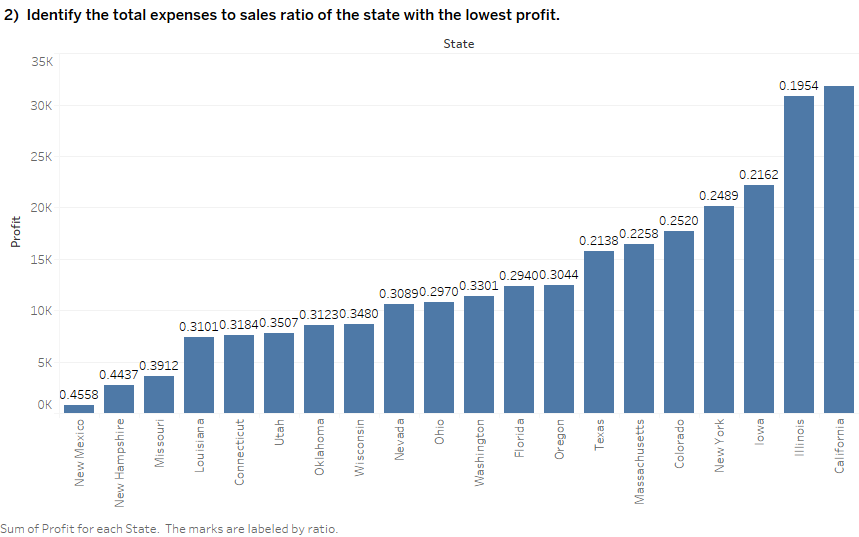 2) Identify the total expenses to sales ratio of the state with the lowest profit.
State
35K
30K
25K
20K
15K
10K
5K
0K
Profit
0.4558
0.4437
0.3912
0.3101
0.3184
0.3507
0.3123
0.3480
0.3089
0.2970
0.3301
0.2940
0.3044
0.2138
0.2258
0.2520
0.2489
0.2162
0.1954
New Mexico
New Hampshire
Missouri
Louisiana
Connecticut
Utah
Oklahoma
Wisconsin
Nevada
Ohio
Washington
Florida
Oregon
Texas
Massachusetts
Colorado
New York
Iowa
Illinois
California
Sum of Profit for each State. The marks are labeled by ratio.